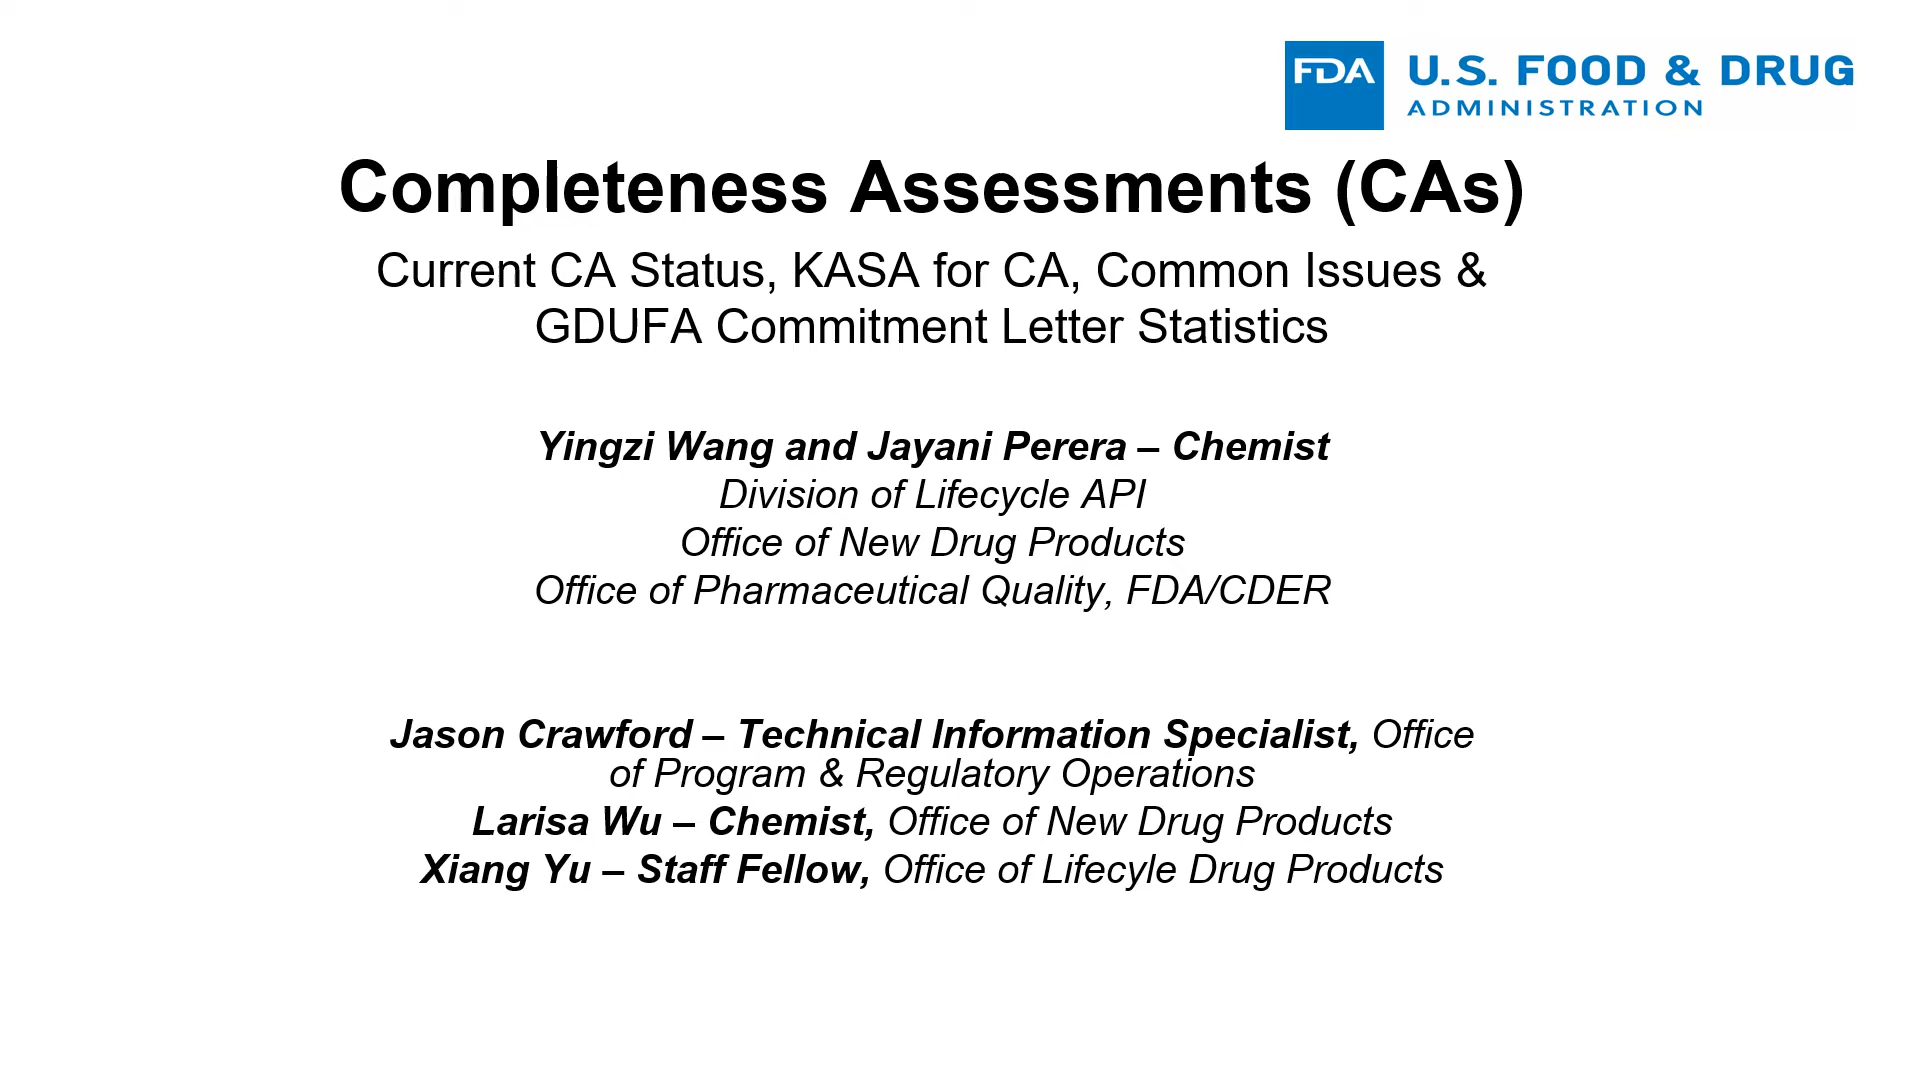 FDA U.S. FOOD & DRUG
ADMINISTRATION
Completeness Assessments (CAs)
Current CA Status, KASA for CA, Common Issues &
GDUFA Commitment Letter Statistics
Yingzi Wang and Jayani Perera – Chemist
Division of Lifecycle API
Office of New Drug Products
Office of Pharmaceutical Quality, FDA/CDER
Jason Crawford – Technical Information Specialist, Office
of Program & Regulatory Operations
Larisa Wu – Chemist, Office of New Drug Products
Xiang Yu – Staff Fellow, Office of Lifecyle Drug Products